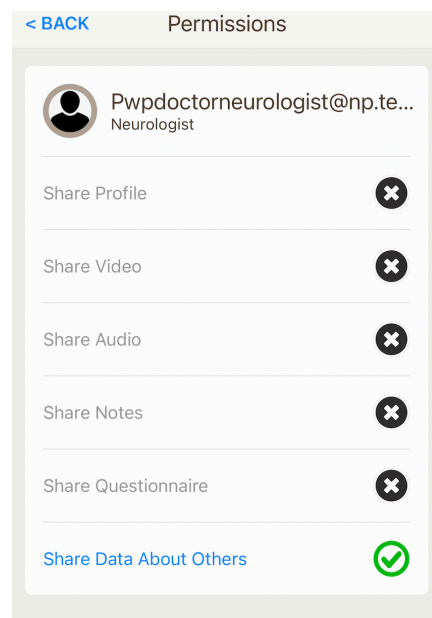 < BACK
Permissions
Pwpdoctorneurologist@np.te...
Neurologist
Share Profile
Share Video
Share Audio
Share Notes
Share Questionnaire
Share Data About Others